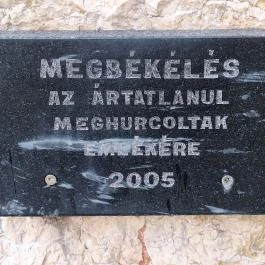 MEGBÉKÉLÉS
AZ ÁRTATLANUL
MEGHURCOLTAK
EMLÉKÉRE
2005